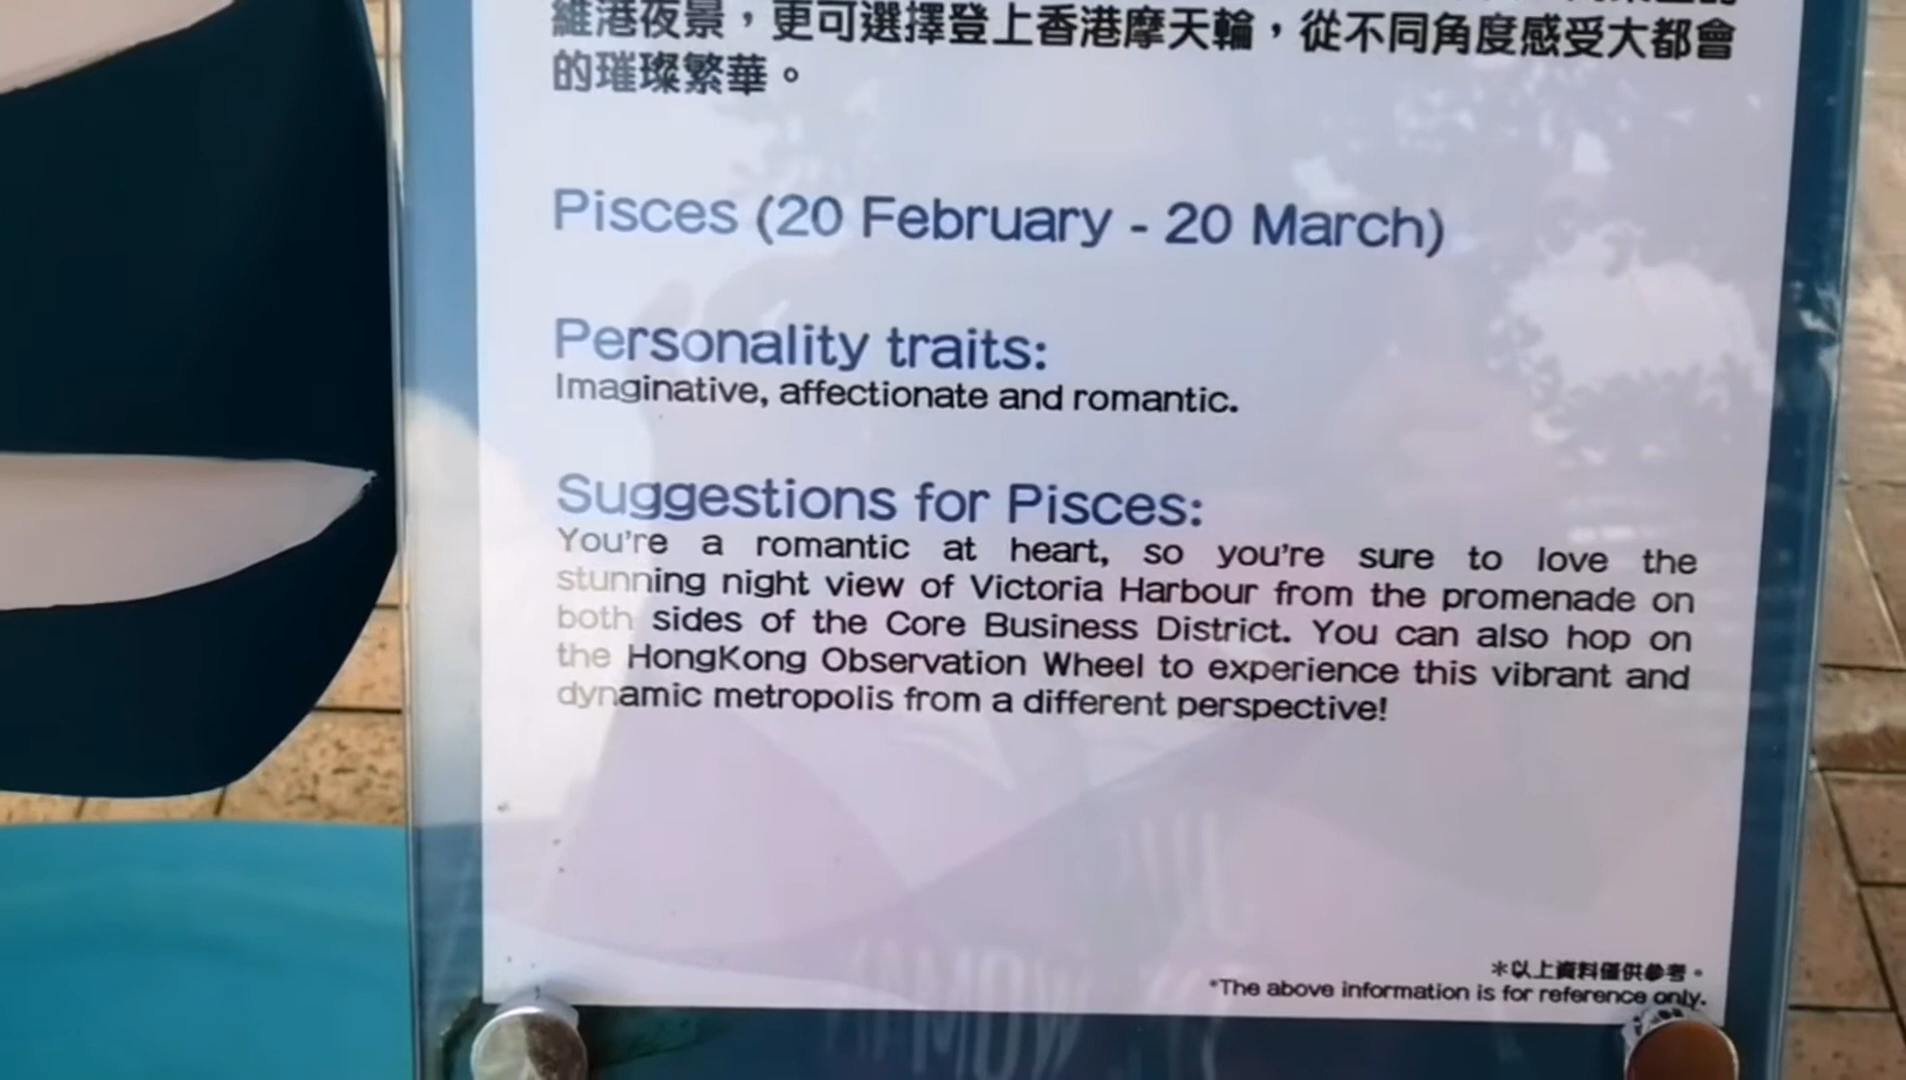 維港夜景，更可選擇登上香港摩天輪，從不同角度感受大都會
的璀璨繁華。
Pisces (20 February - 20 March)
Personality traits:
Imaginative, affectionate and romantic.
Suggestions for Pisces:
You're a romantic at heart, so you're sure to love the
stunning night view of Victoria Harbour from the promenade on
both sides of the Core Business District. You can also hop on
the HongKong Observation Wheel to experience this vibrant and
dynamic metropolis from a different perspective!
*以上資料僅供參考。
*The above information is for reference only.